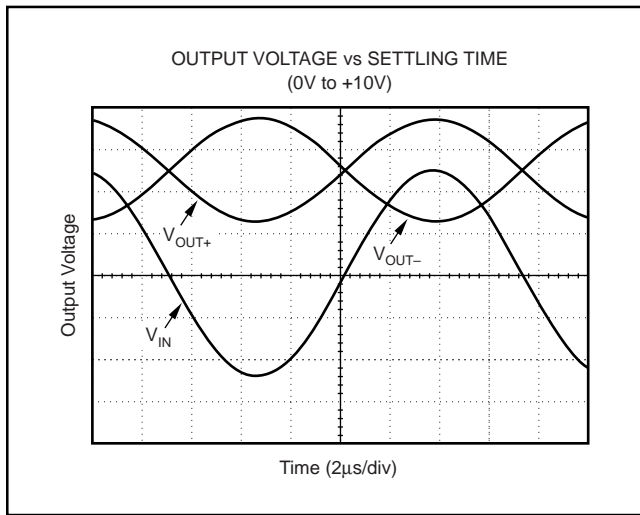 OUTPUT VOLTAGE vs SETTLING TIME
(0V to +10V)
Output Voltage
VOUT+
VOUT–
VIN
Time (2µs/div)